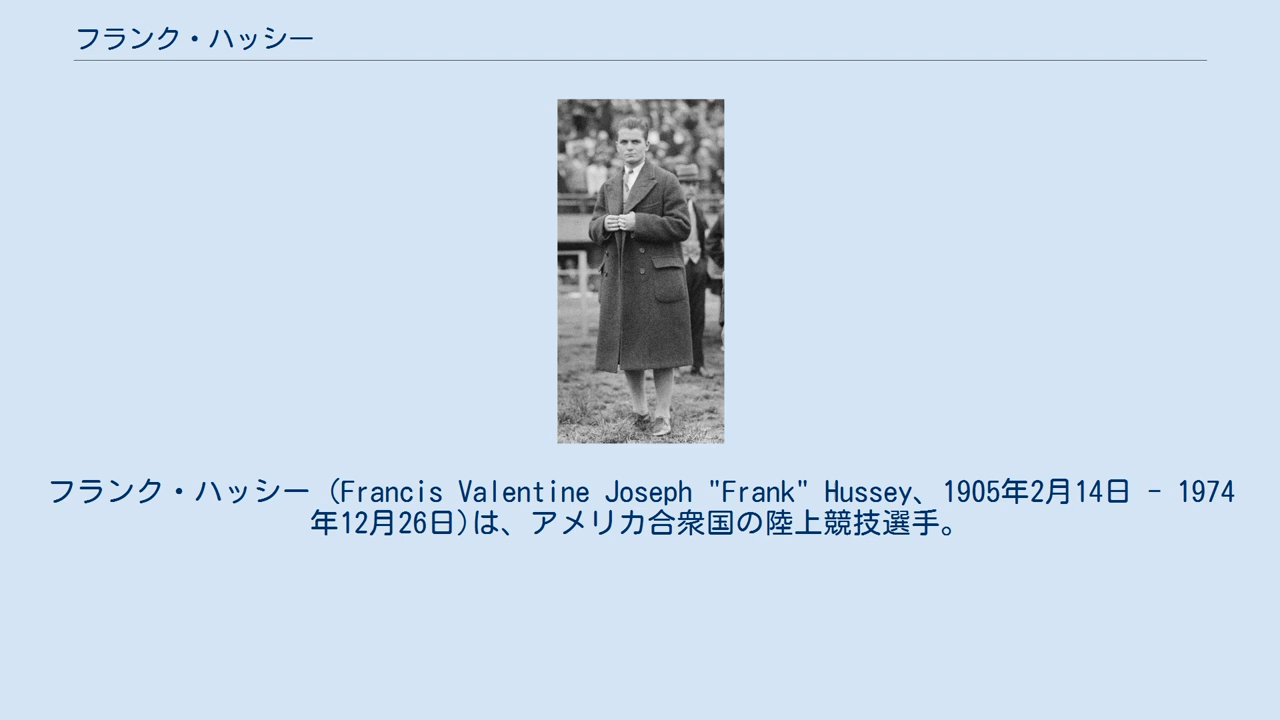 フランク・ハッシー
フランク・ハッシー (Francis Valentine Joseph "Frank" Hussey、1905年2月14日 - 1974
年12月26日)は、アメリカ合衆国の陸上競技選手。